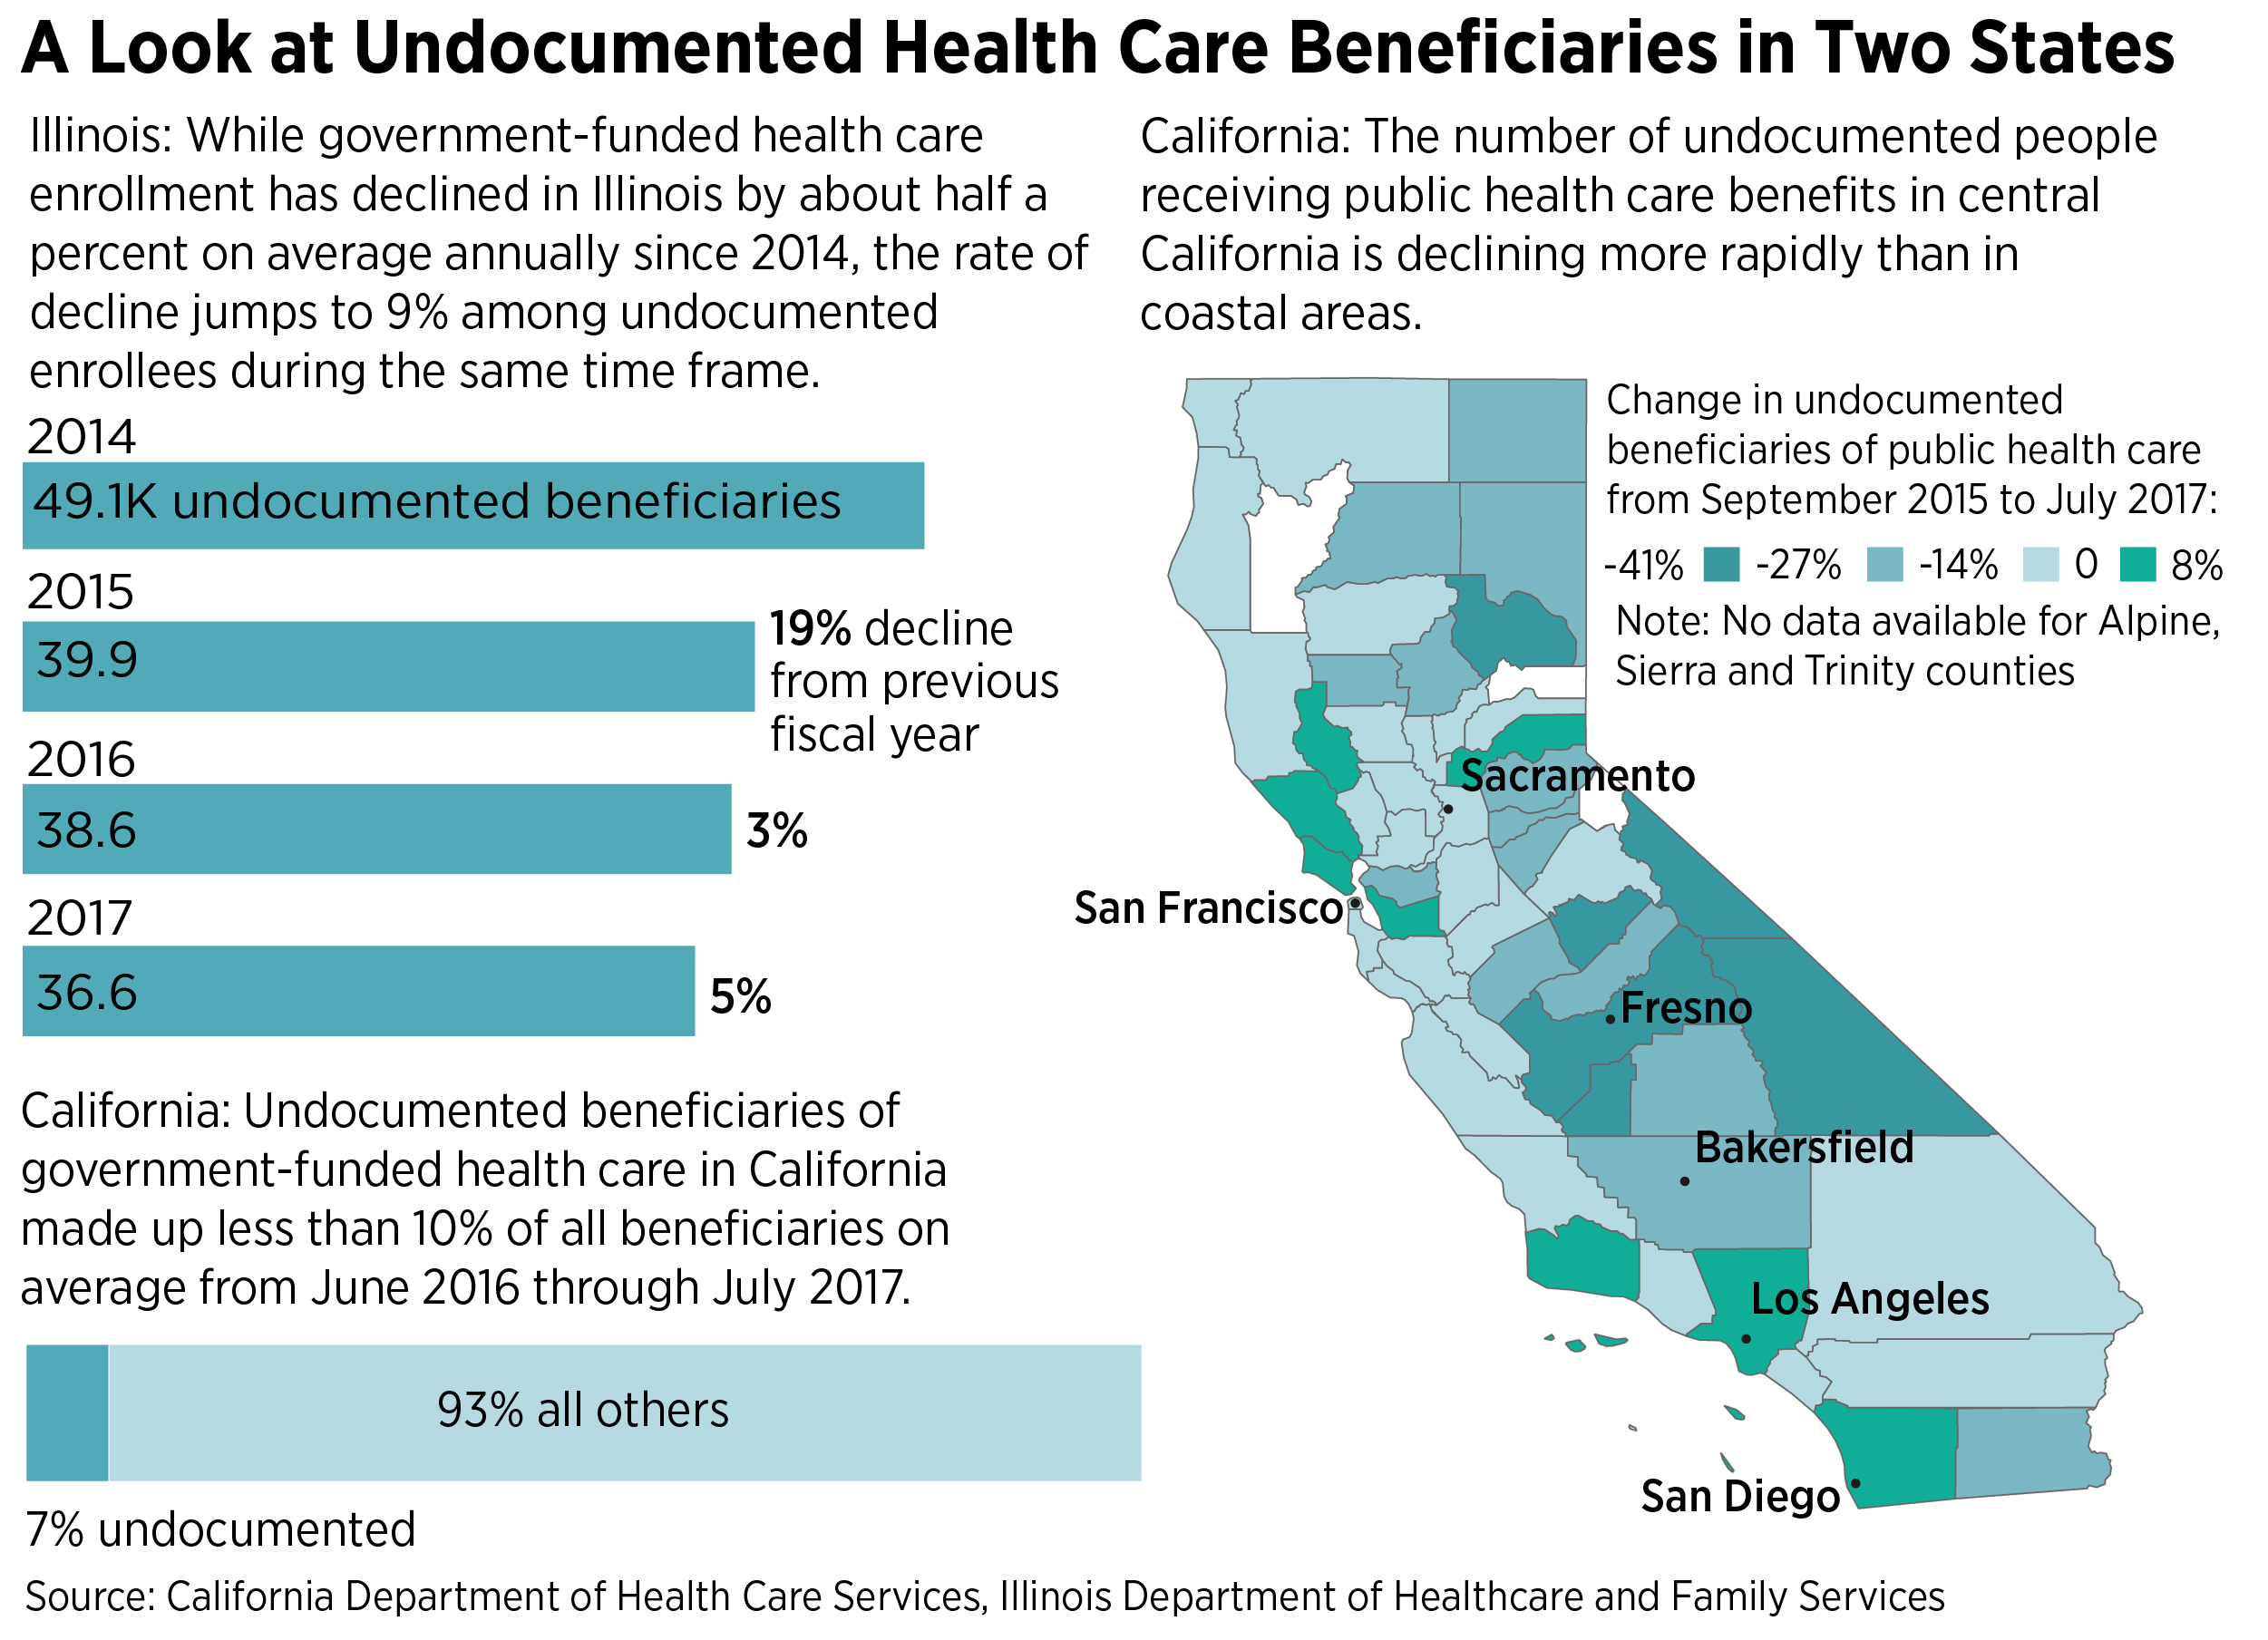 A Look at Undocumented Health Care Beneficiaries in Two States
Illinois: While government-funded health care
enrollment has declined in Illinois by about half a
percent on average annually since 2014, the rate of
decline jumps to 9% among undocumented
enrollees during the same time frame.
2014
49.1K undocumented beneficiaries
2015
39.9
19% decline
from previous
fiscal year
2016
38.6
3%
2017
36.6
5%
California: Undocumented beneficiaries of
government-funded health care in California
made up less than 10% of all beneficiaries on
average from June 2016 through July 2017.
93% all others
7% undocumented
California: The number of undocumented people
receiving public health care benefits in central
California is declining more rapidly than in
coastal areas.
Change in undocumented
beneficiaries of public health care
from September 2015 to July 2017:
-41% -27% -14% 0 8%
Note: No data available for Alpine,
Sierra and Trinity counties
Sacramento
San Francisco
Fresno
Bakersfield
Los Angeles
San Diego
Source: California Department of Health Care Services, Illinois Department of Healthcare and Family Services